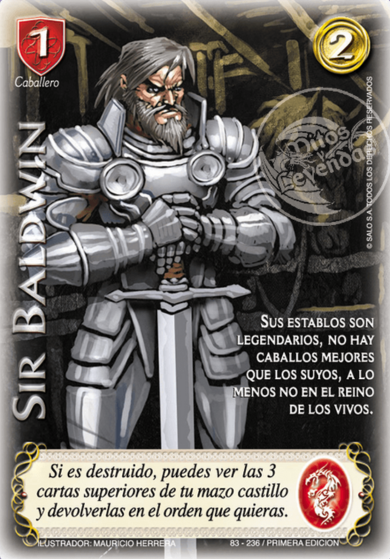 1
2
Caballero
Mitos
y
Leyendas
© SALO S.A TODOS LOS DERECHOS RESERVADOS
SIR BALDWIN
SUS ESTABLOS SON
LEGENDARIOS, NO HAY
CABALLOS MEJORES
QUE LOS SUYOS, A LO
MENOS NO EN EL REINO
DE LOS VIVOS.
Si es destruido, puedes ver las 3
cartas superiores de tu mazo castillo
y devolverlas en el orden que quieras.
ILUSTRADOR: MAURICIO HERRERA
83 - 236 / PRIMERA EDICION